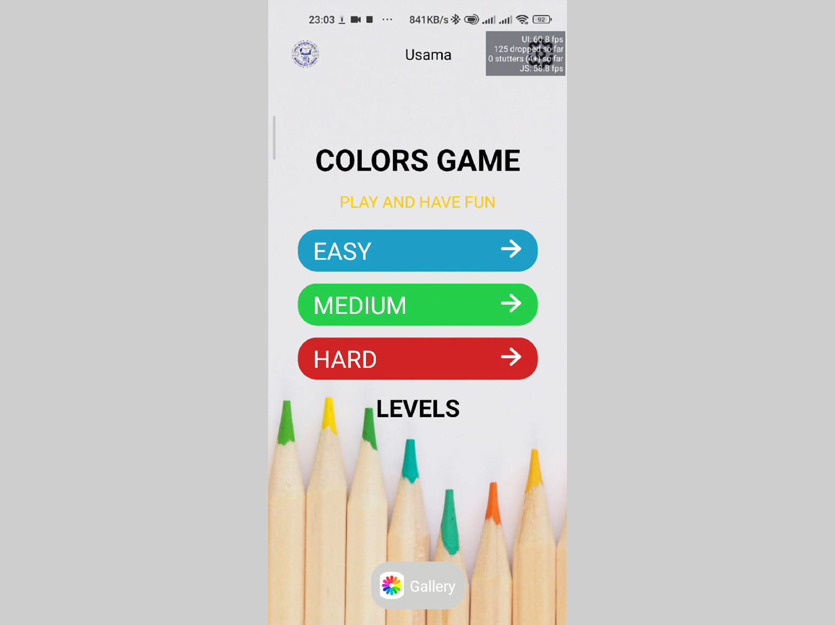 23:03 ... 841KB/s 92
Usama
UI: 60.8 fps
125 dropped so far
0 stutters (4+) so far
JS: 58.8 fps
COLORS GAME
PLAY AND HAVE FUN
EASY
MEDIUM
HARD
LEVELS
Gallery